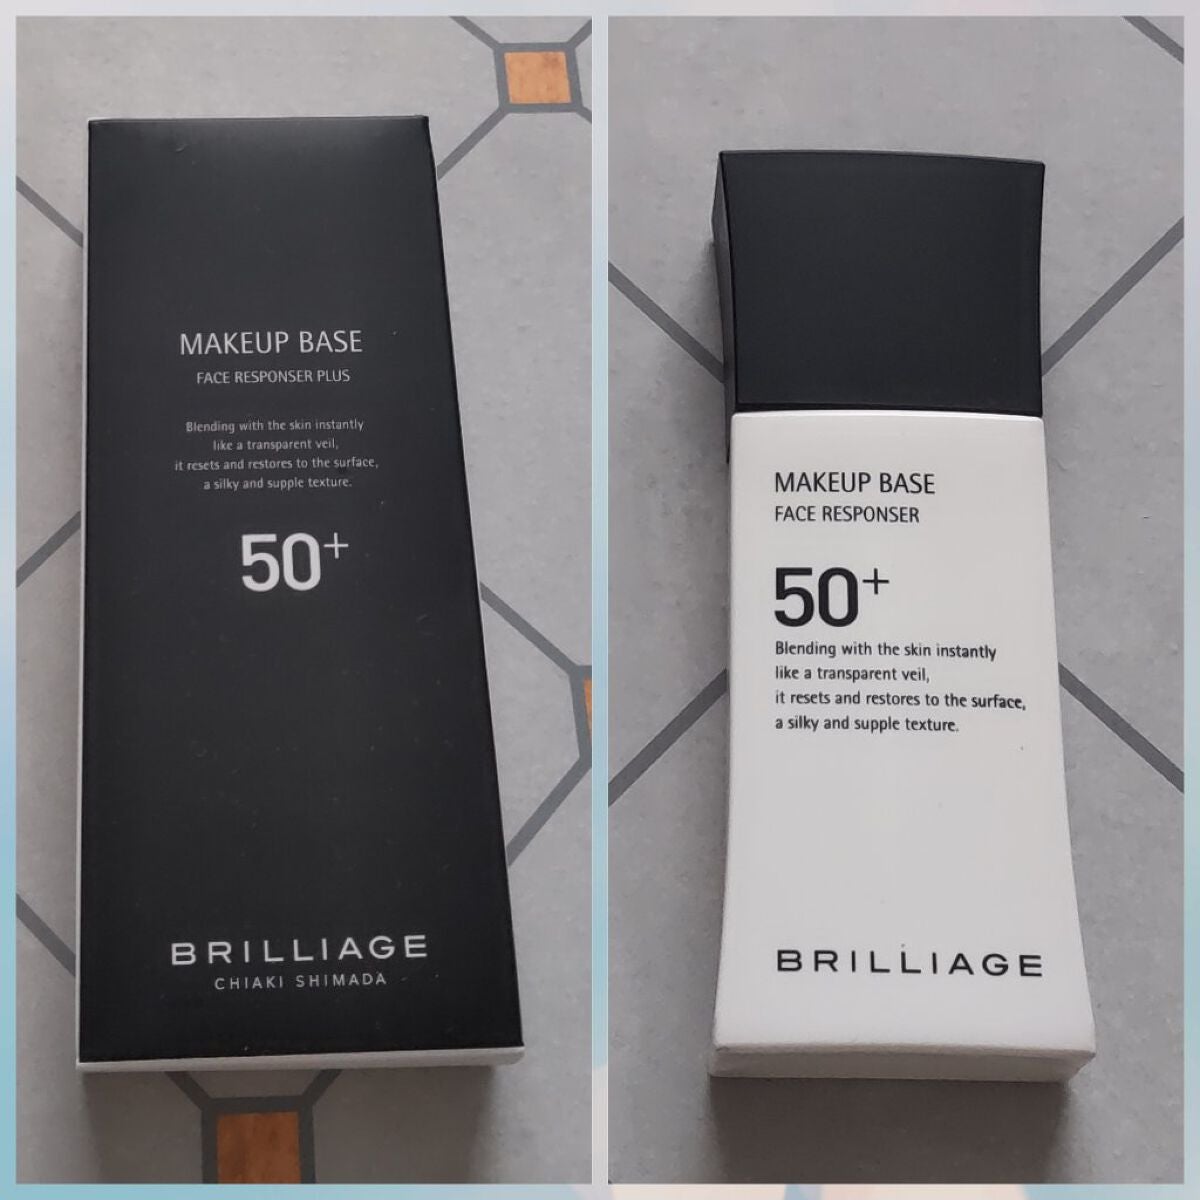 MAKEUP BASE
FACE RESPONSER PLUS
Blending with the skin instantly
like a transparent veil,
it resets and restores to the surface,
a silky and supple texture.
50+
BRILLIAGE
CHIAKI SHIMADA
MAKEUP BASE
FACE RESPONSER
50+
Blending with the skin instantly
like a transparent veil,
it resets and restores to the surface,
a silky and supple texture.
BRILLIAGE